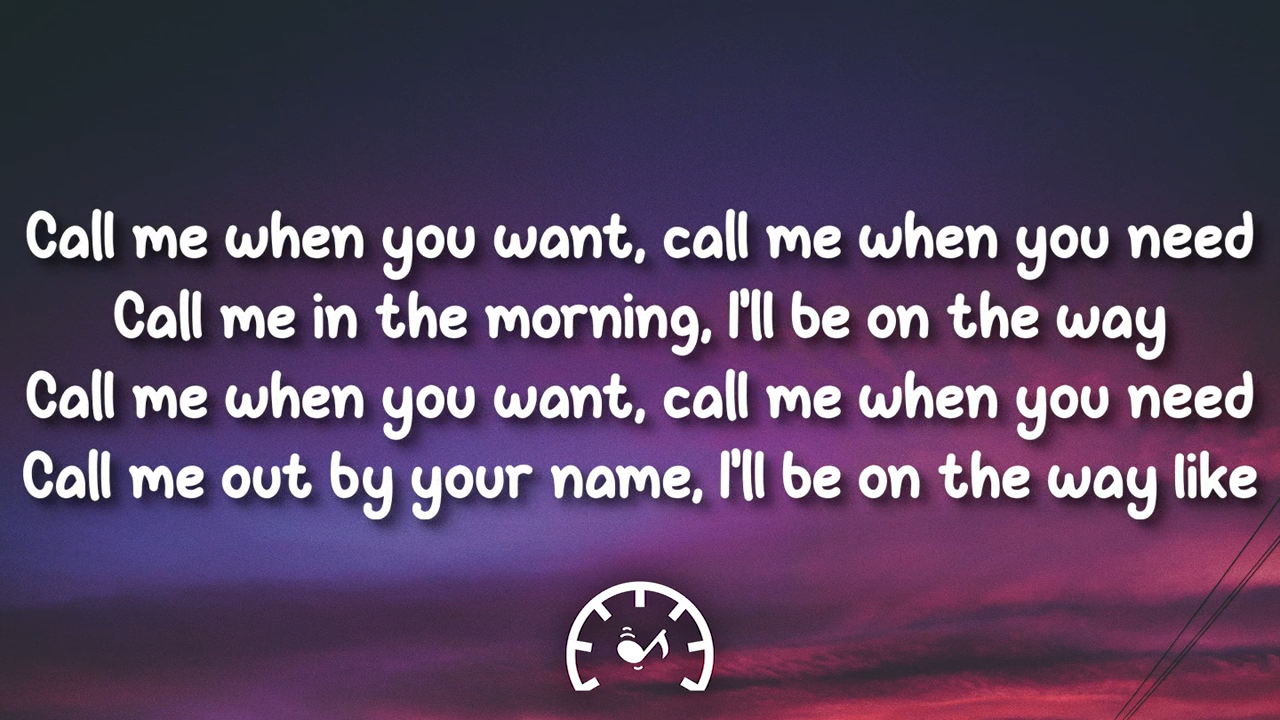 Call me when you want, call me when you need
Call me in the morning, I'll be on the way
Call me when you want, call me when you need
Call me out by your name, I'll be on the way like